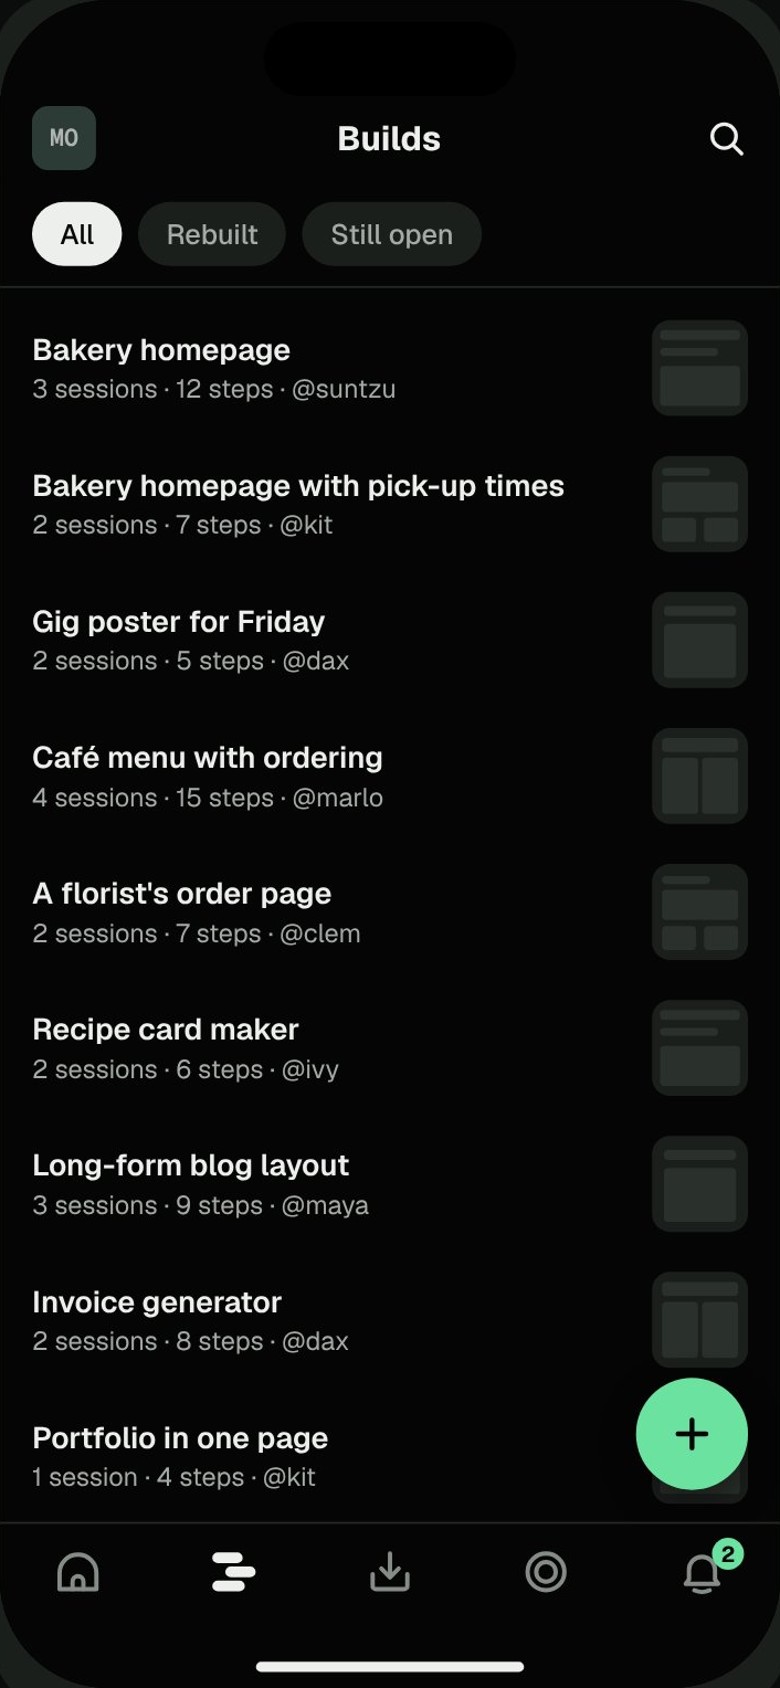 MO
Builds
All
Rebuilt
Still open
Bakery homepage
3 sessions · 12 steps · @suntzu
Bakery homepage with pick-up times
2 sessions · 7 steps · @kit
Gig poster for Friday
2 sessions · 5 steps · @dax
Café menu with ordering
4 sessions · 15 steps · @marlo
A florist's order page
2 sessions · 7 steps · @clem
Recipe card maker
2 sessions · 6 steps · @ivy
Long-form blog layout
3 sessions · 9 steps · @maya
Invoice generator
2 sessions · 8 steps · @dax
Portfolio in one page
1 session · 4 steps · @kit
2